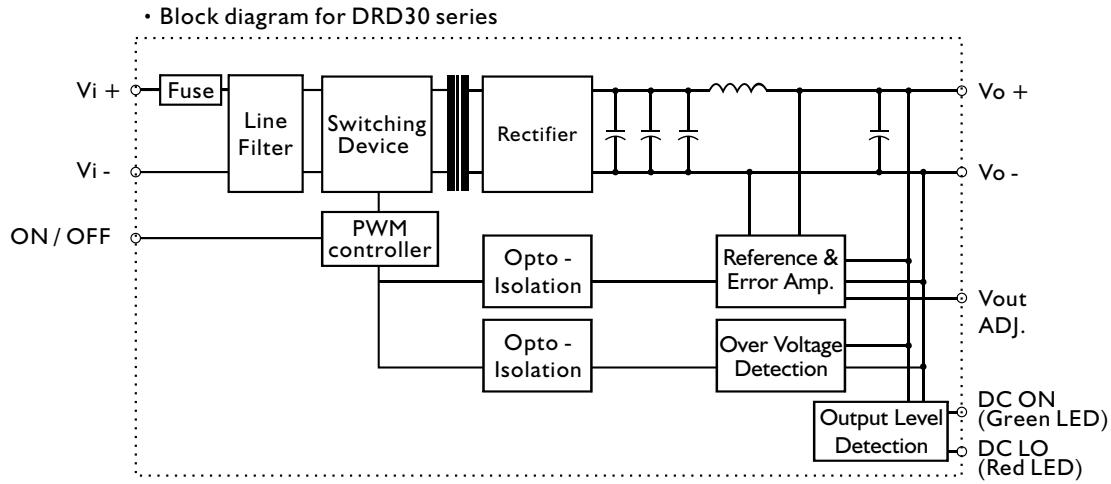 · Block diagram for DRD30 series
Vi +
Fuse
Line
Filter
Switching
Device
Rectifier
Vo +
Vi -
Vo -
ON / OFF
PWM
controller
Opto -
Isolation
Reference &
Error Amp.
Vout
ADJ.
Opto -
Isolation
Over Voltage
Detection
Output Level
Detection
DC ON
(Green LED)
DC LO
(Red LED)